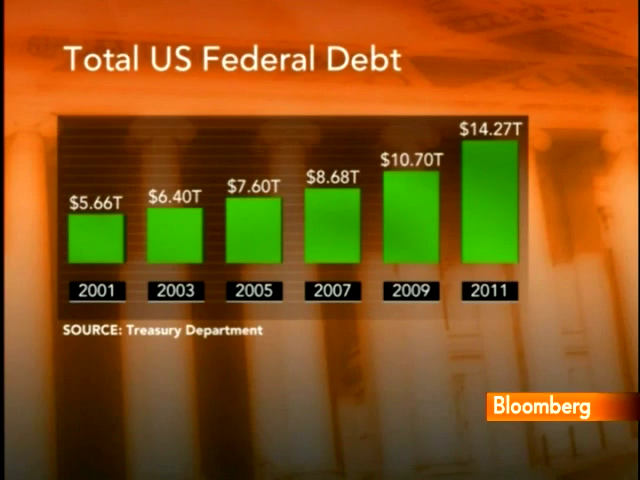 Total US Federal Debt
$5.66T $6.40T $7.60T $8.68T $10.70T $14.27T
2001 2003 2005 2007 2009 2011
SOURCE: Treasury Department
Bloomberg